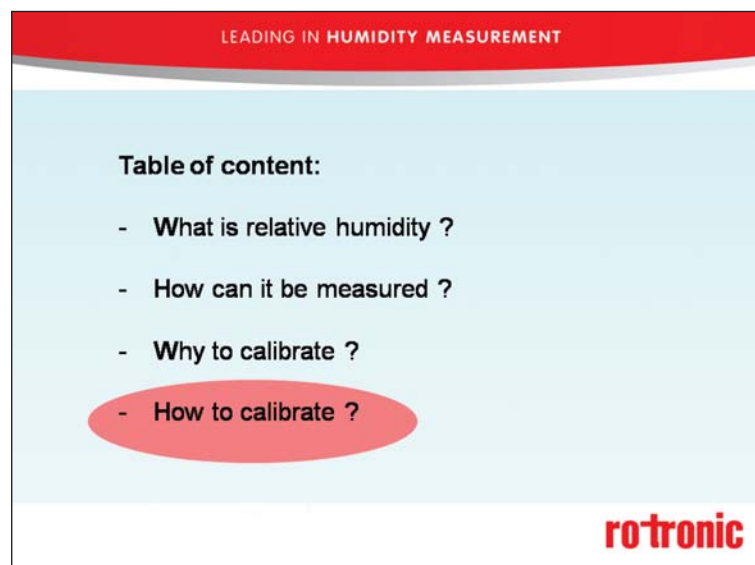 LEADING IN HUMIDITY MEASUREMENT
Table of content:
- What is relative humidity ?
- How can it be measured ?
- Why to calibrate ?
- How to calibrate ?
rotronic